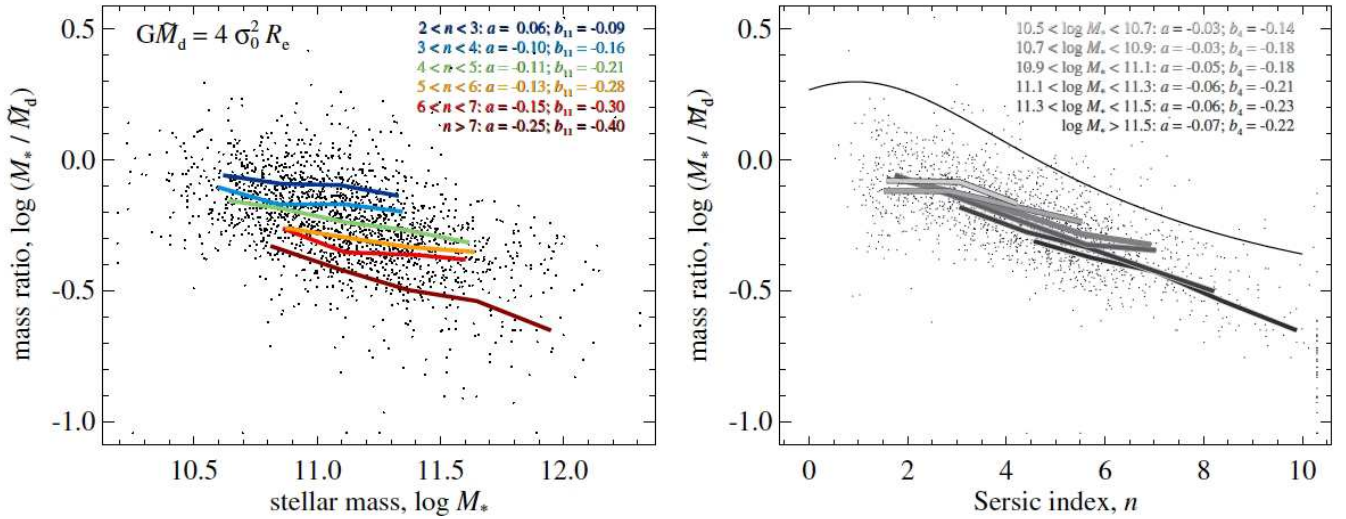 GM̃d = 4 σ₀² Rₑ
2 < n < 3: a = 0.06; b₁₁ = -0.09
3 < n < 4: a = -0.10; b₁₁ = -0.16
4 < n < 5: a = -0.11; b₁₁ = -0.21
5 < n < 6: a = -0.13; b₁₁ = -0.28
6 < n < 7: a = -0.15; b₁₁ = -0.30
n > 7: a = -0.25; b₁₁ = -0.40
mass ratio, log (M* / M̃d)
0.5
0.0
-0.5
-1.0
10.5 11.0 11.5 12.0
stellar mass, log M*
10.5 < log M* < 10.7: a = -0.03; b₄ = -0.14
10.7 < log M* < 10.9: a = -0.03; b₄ = -0.18
10.9 < log M* < 11.1: a = -0.05; b₄ = -0.18
11.1 < log M* < 11.3: a = -0.06; b₄ = -0.21
11.3 < log M* < 11.5: a = -0.06; b₄ = -0.23
log M* > 11.5: a = -0.07; b₄ = -0.22
mass ratio, log (M* / M̃d)
0.5
0.0
-0.5
-1.0
0 2 4 6 8 10
Sersic index, n